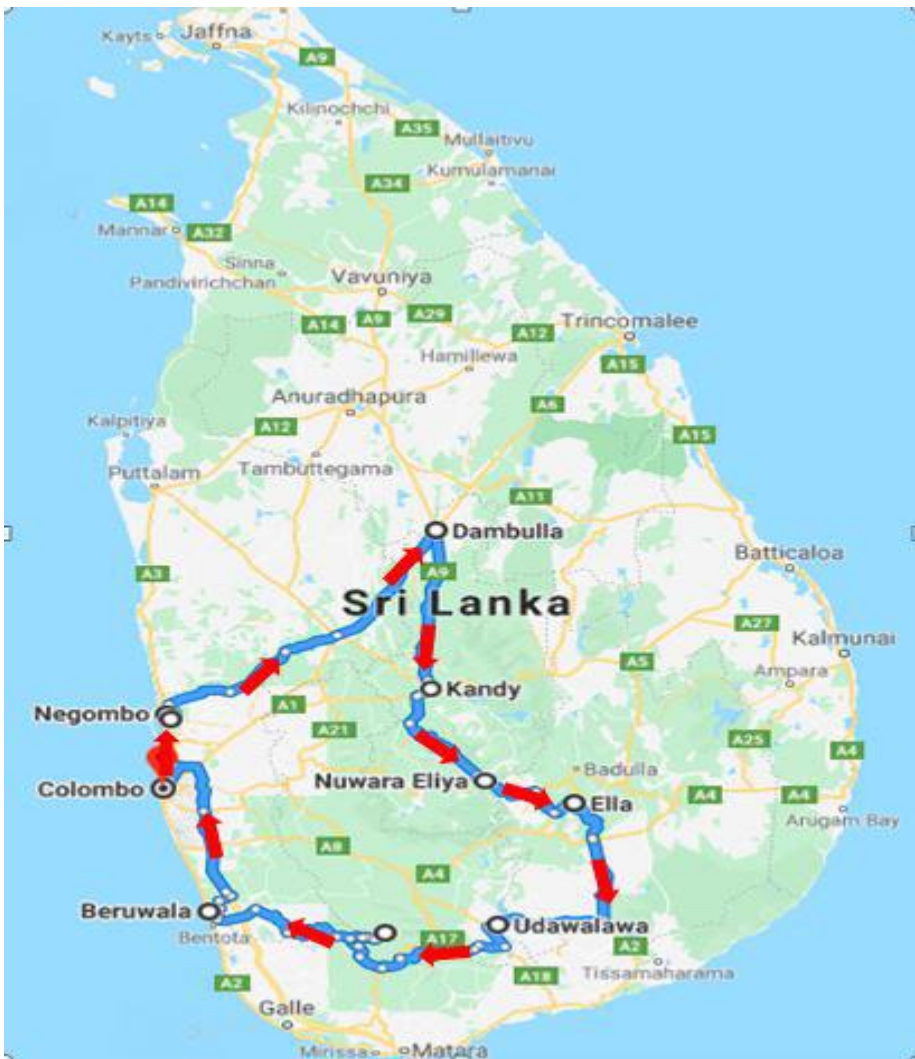 Kayts
Jaffna
A9
Kilinochchi
A35
Mullaitivu
Kumulamanai
A34
A14
Mannar
A32
Sinna
Pandivirichchan
Vavuniya
A14
A9
A29
A12
Trincomalee
Hamillewa
A15
Anuradhapura
A6
Kalpitiya
A12
A15
Tambuttegama
Puttalam
A11
Dambulla
Batticaloa
A3
A9
Sri Lanka
A27
Kalmunai
A5
Ampara
Kandy
A1
Negombo
A21
A25
A4
Badulla
Nuwara Eliya
Colombo
Ella
A4
A4
Arugam Bay
A8
A4
Beruwala
Udawalawa
Bentota
A17
A2
A18
Tissamaharama
A2
Galle
Mirissa
Matara